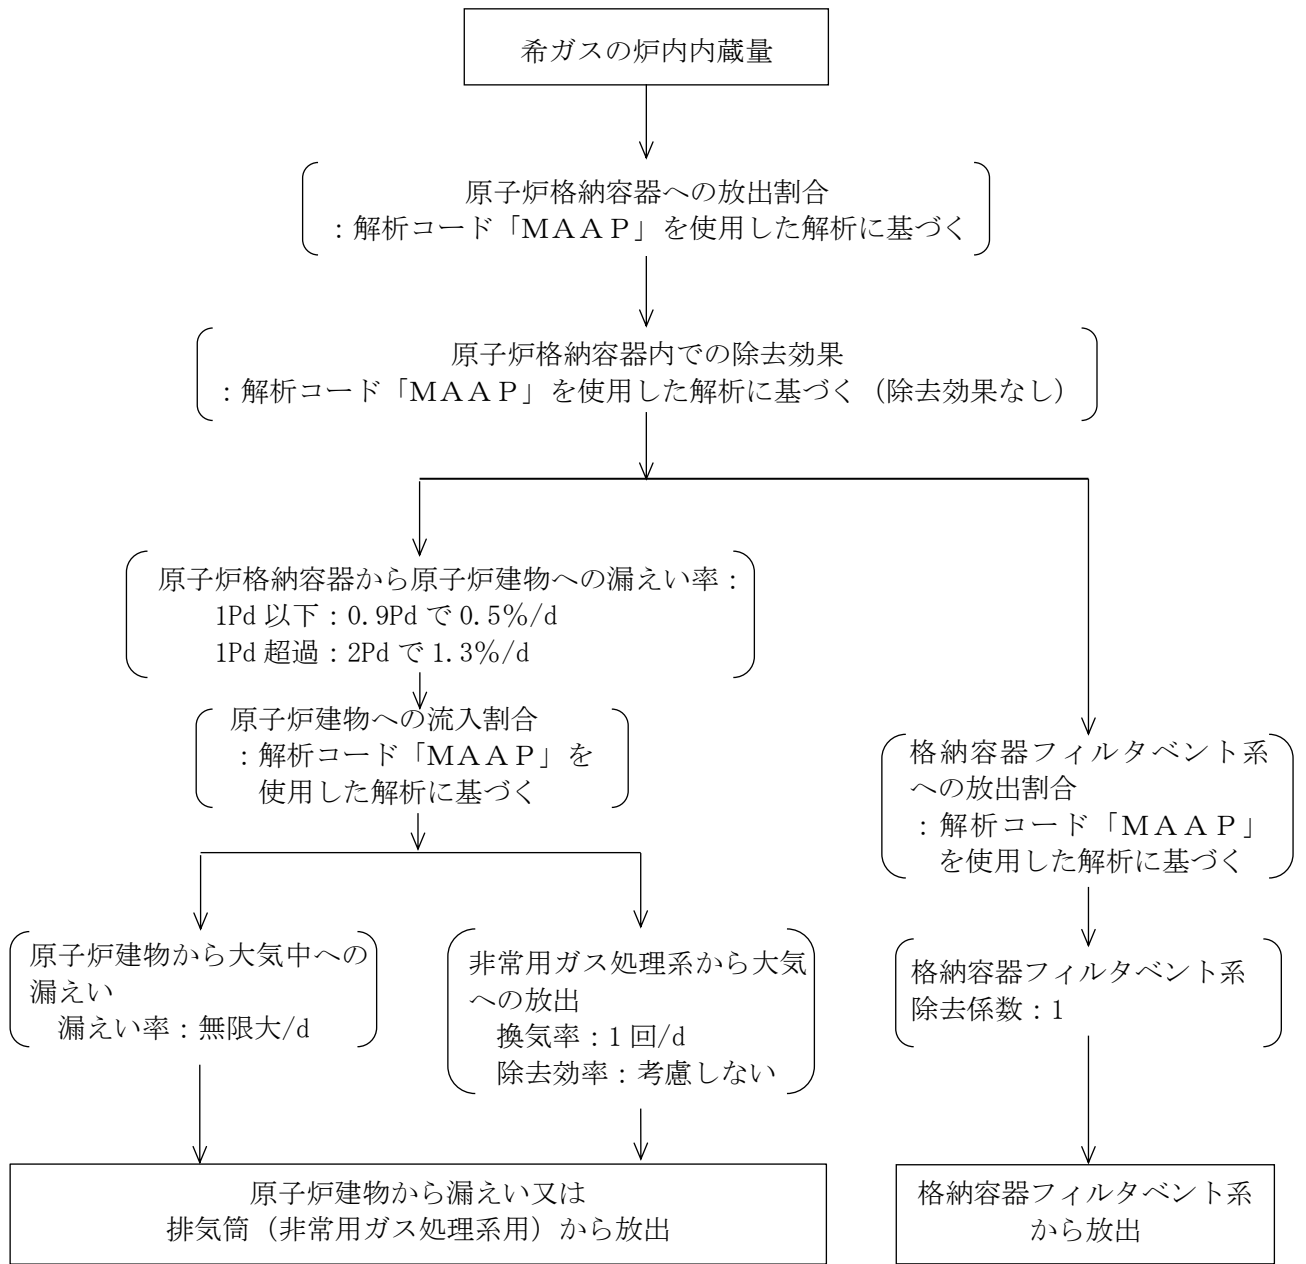 希ガスの炉内内蔵量
原子炉格納容器への放出割合
：解析コード「ＭＡＡＰ」を使用した解析に基づく
原子炉格納容器内での除去効果
：解析コード「ＭＡＡＰ」を使用した解析に基づく（除去効果なし）
原子炉格納容器から原子炉建物への漏えい率：
1Pd 以下：0.9Pd で 0.5%/d
1Pd 超過：2Pd で 1.3%/d
原子炉建物への流入割合
：解析コード「ＭＡＡＰ」を
使用した解析に基づく
原子炉建物から大気中への
漏えい
漏えい率：無限大/d
非常用ガス処理系から大気
への放出
換気率：1 回/d
除去効率：考慮しない
原子炉建物から漏えい又は
排気筒（非常用ガス処理系用）から放出
格納容器フィルタベント系
への放出割合
：解析コード「ＭＡＡＰ」
を使用した解析に基づく
格納容器フィルタベント系
除去係数：1
格納容器フィルタベント系
から放出